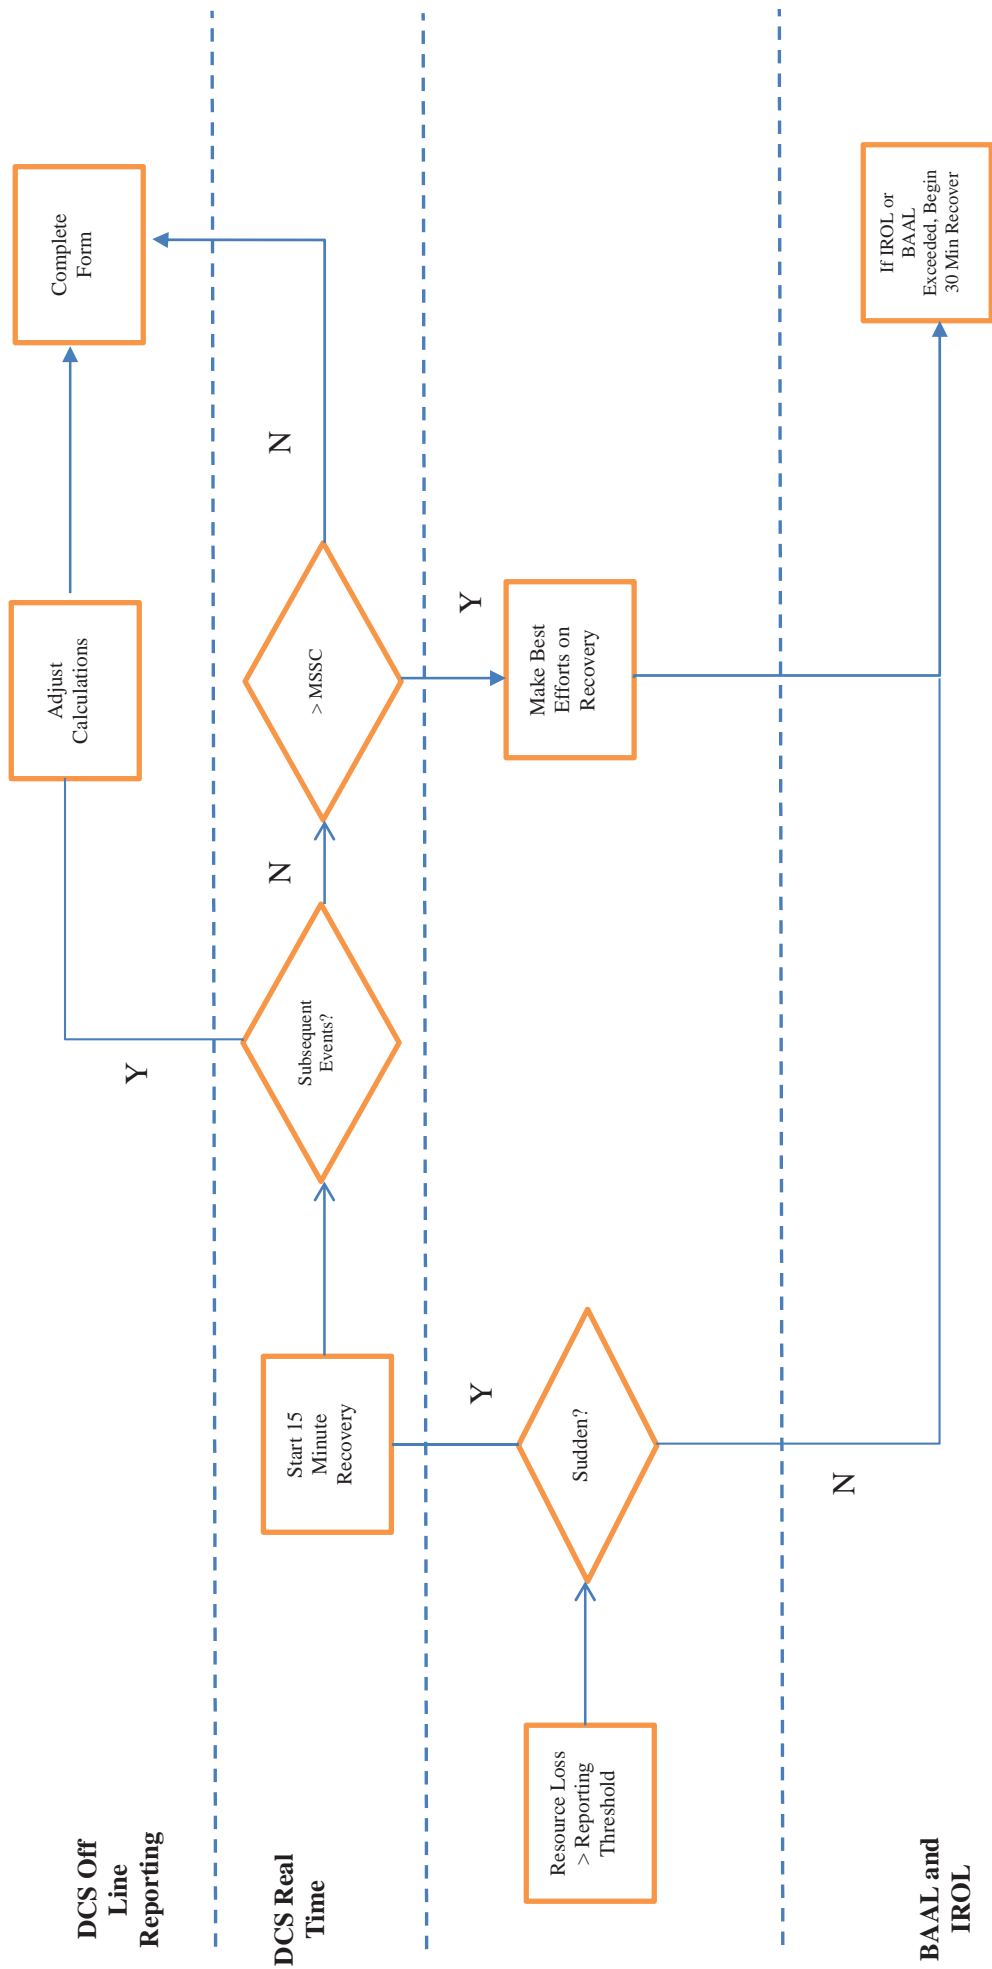 DCS Off
Line
Reporting
Y
Adjust
Calculations
Complete
Form
DCS Real
Time
Start 15
Minute
Recovery
Subsequent
Events?
N
> MSSC
N
Resource Loss
> Reporting
Threshold
Sudden?
Y
Make Best
Efforts on
Recovery
Y
BAAL and
IROL
N
If IROL or
BAAL
Exceeded, Begin
30 Min Recover